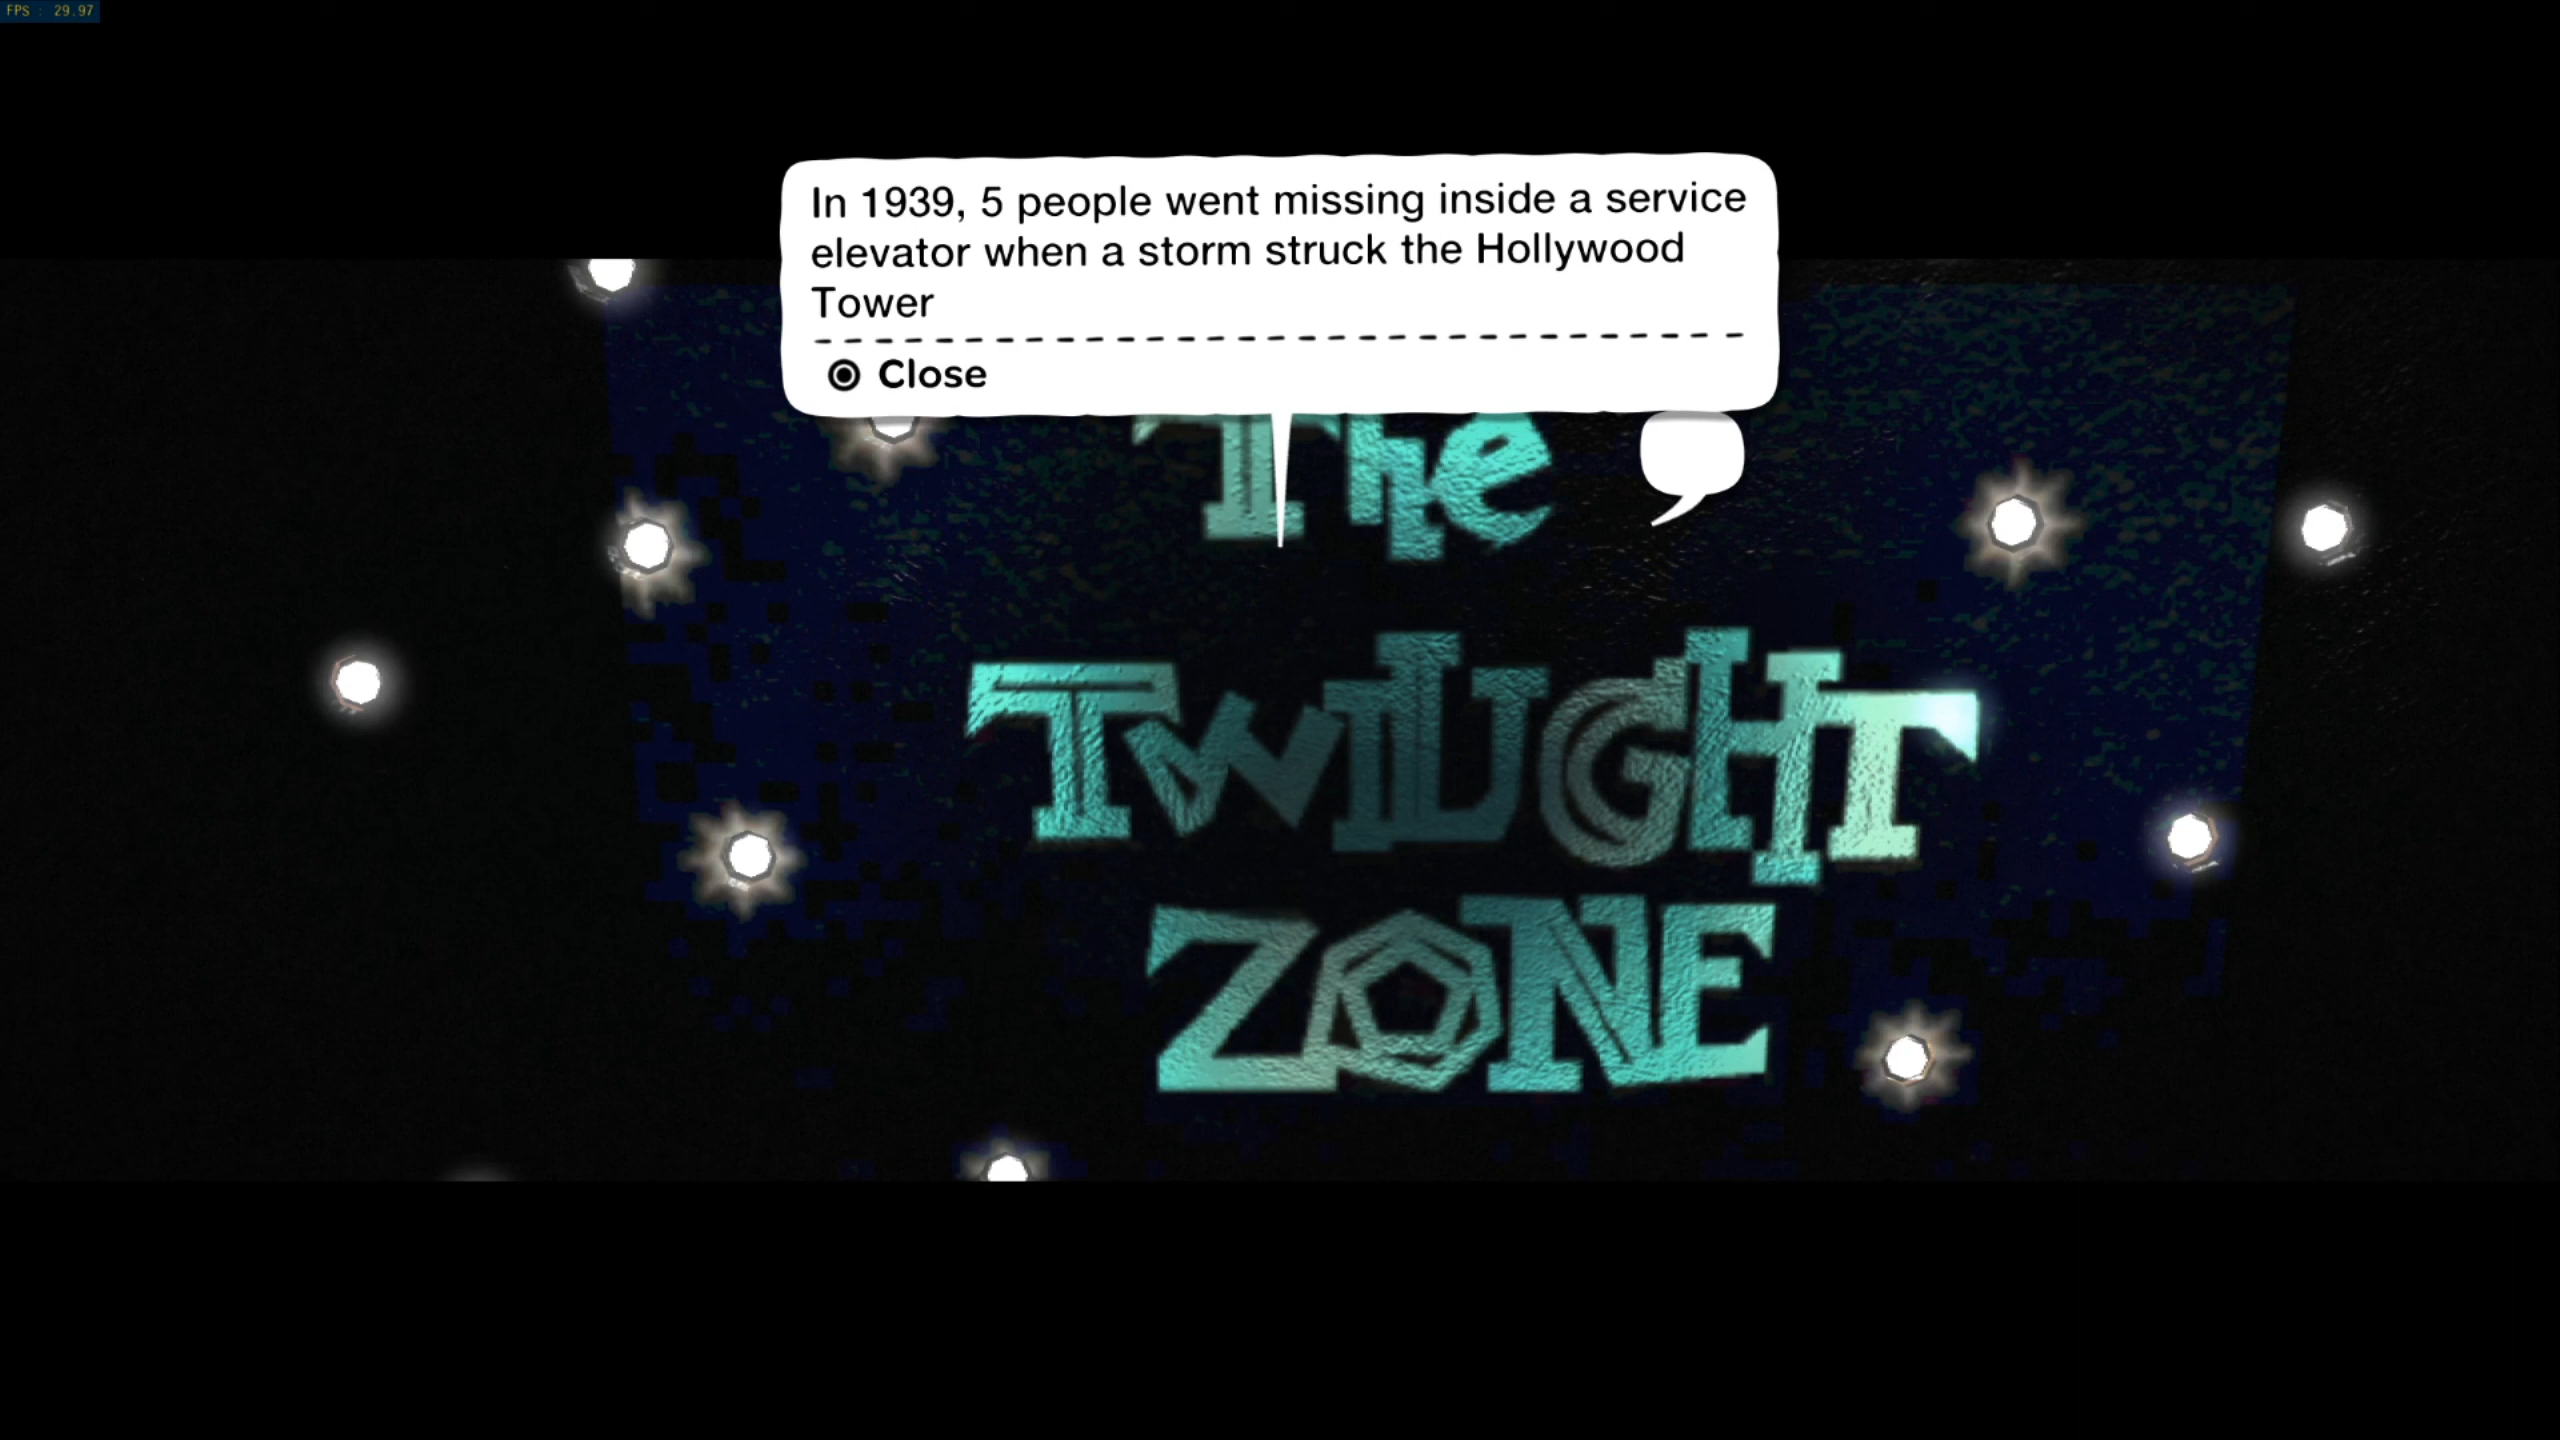 FPS : 29.97
In 1939, 5 people went missing inside a service
elevator when a storm struck the Hollywood
Tower
Close
The
TWILIGHT
ZONE